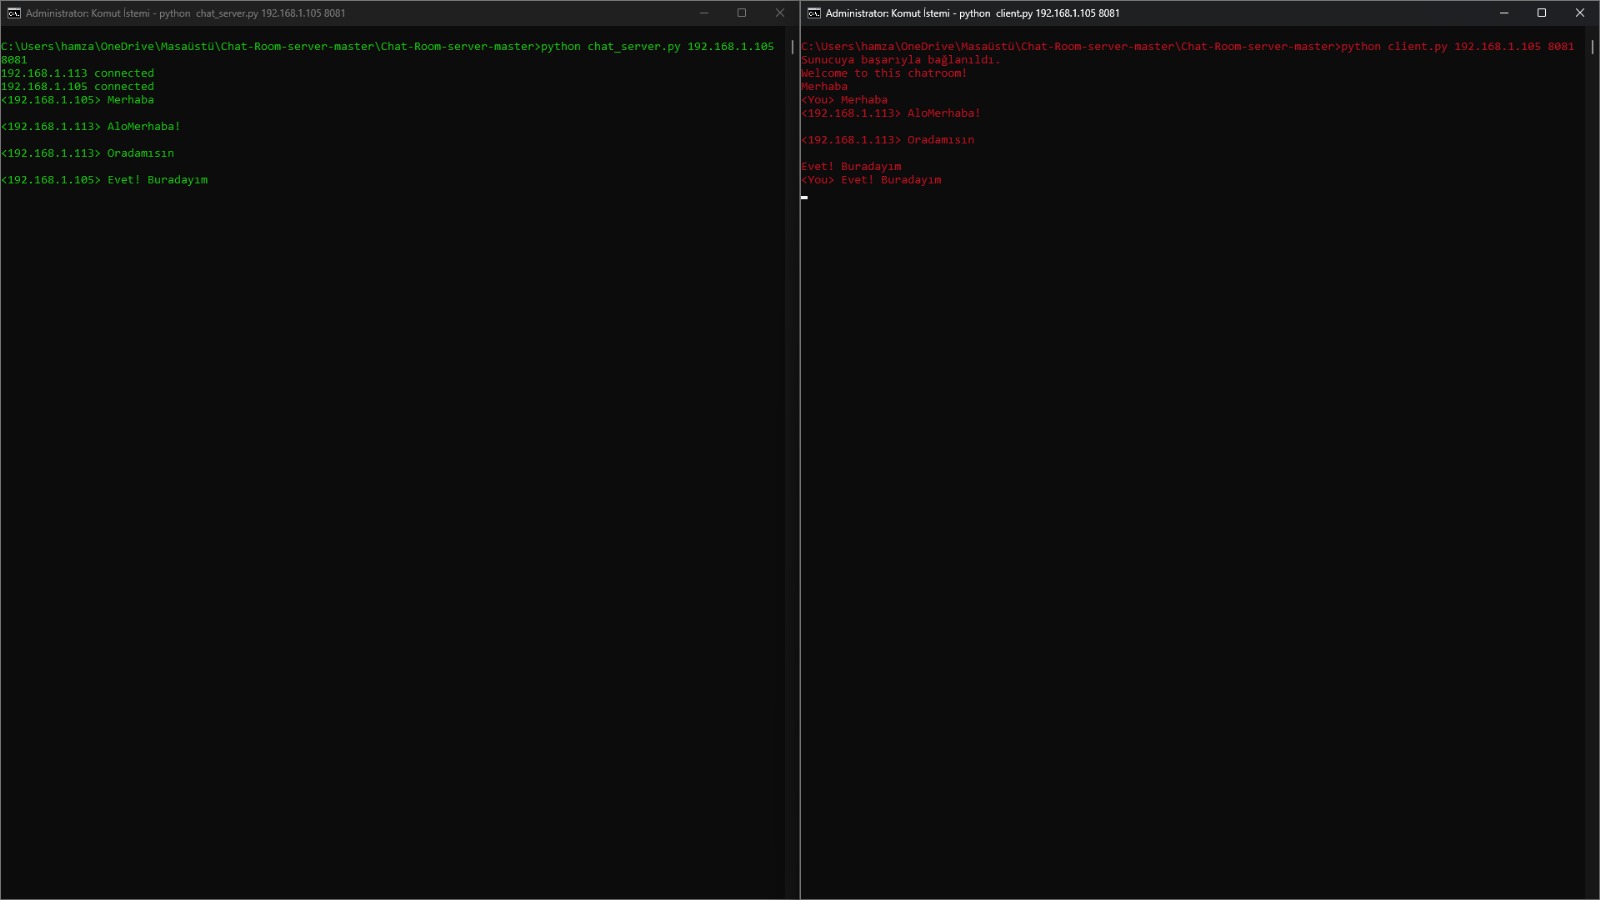 Administrator: Komut İstemi - python  chat_server.py 192.168.1.105 8081
C:\Users\hamza\OneDrive\Masaüstü\Chat-Room-server-master\Chat-Room-server-master>python chat_server.py 192.168.1.105
8081
192.168.1.113 connected
192.168.1.105 connected
<192.168.1.105> Merhaba
<192.168.1.113> AloMerhaba!
<192.168.1.113> Oradamısın
<192.168.1.105> Evet! Buradayım
Administrator: Komut İstemi - python  client.py 192.168.1.105 8081
C:\Users\hamza\OneDrive\Masaüstü\Chat-Room-server-master\Chat-Room-server-master>python client.py 192.168.1.105 8081
Sunucuya başarıyla bağlanıldı.
Welcome to this chatroom!
Merhaba
<You> Merhaba
<192.168.1.113> AloMerhaba!
<192.168.1.113> Oradamısın
Evet! Buradayım
<You> Evet! Buradayım